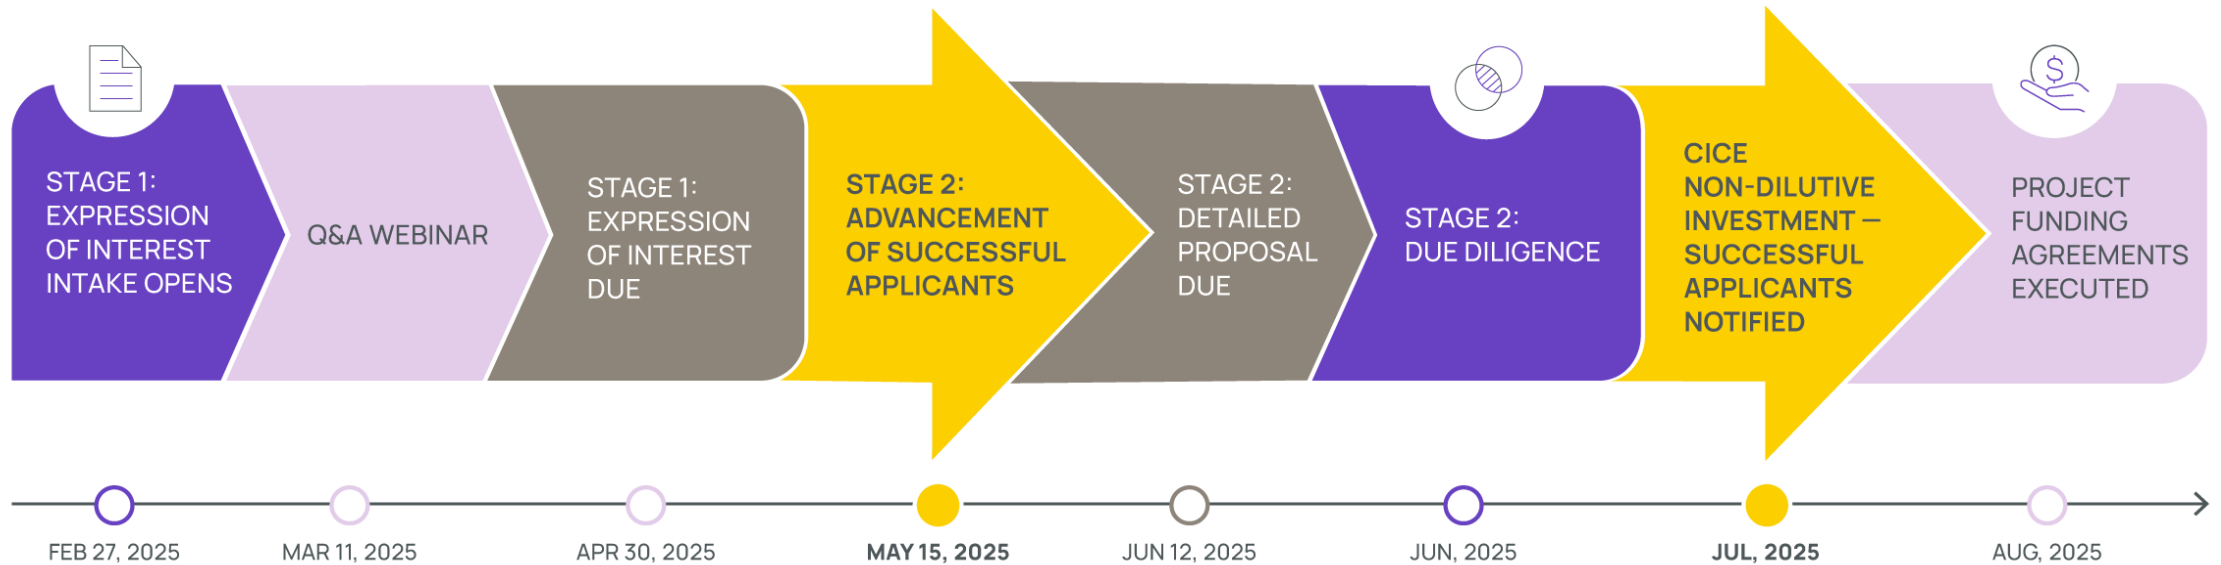 STAGE 1:
EXPRESSION
OF INTEREST
INTAKE OPENS
Q&A WEBINAR
STAGE 1:
EXPRESSION
OF INTEREST
DUE
STAGE 2:
ADVANCEMENT
OF SUCCESSFUL
APPLICANTS
STAGE 2:
DETAILED
PROPOSAL
DUE
STAGE 2:
DUE DILIGENCE
CICE
NON-DILUTIVE
INVESTMENT —
SUCCESSFUL
APPLICANTS
NOTIFIED
$
PROJECT
FUNDING
AGREEMENTS
EXECUTED
FEB 27, 2025
MAR 11, 2025
APR 30, 2025
MAY 15, 2025
JUN 12, 2025
JUN, 2025
JUL, 2025
AUG, 2025